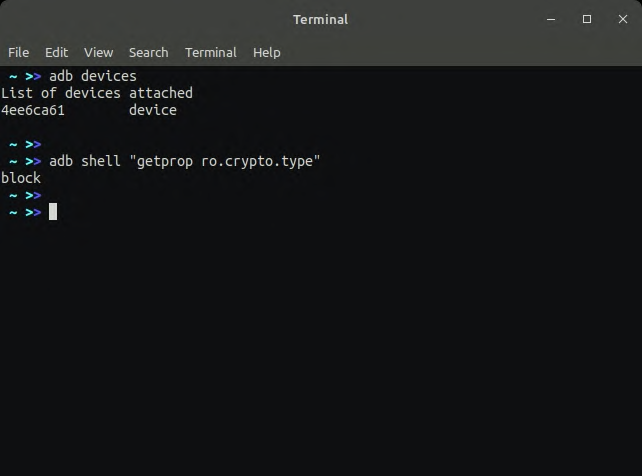 Terminal
File Edit View Search Terminal Help
~ >> adb devices
List of devices attached
4ee6ca61 device
~ >>
~ >> adb shell "getprop ro.crypto.type"
block
~ >>
~ >>